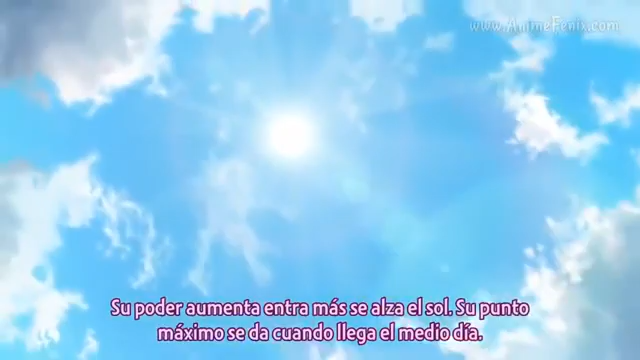 www.AnimeFenix.com
Su poder aumenta entra más se alza el sol. Su punto
máximo se da cuando llega el medio día.